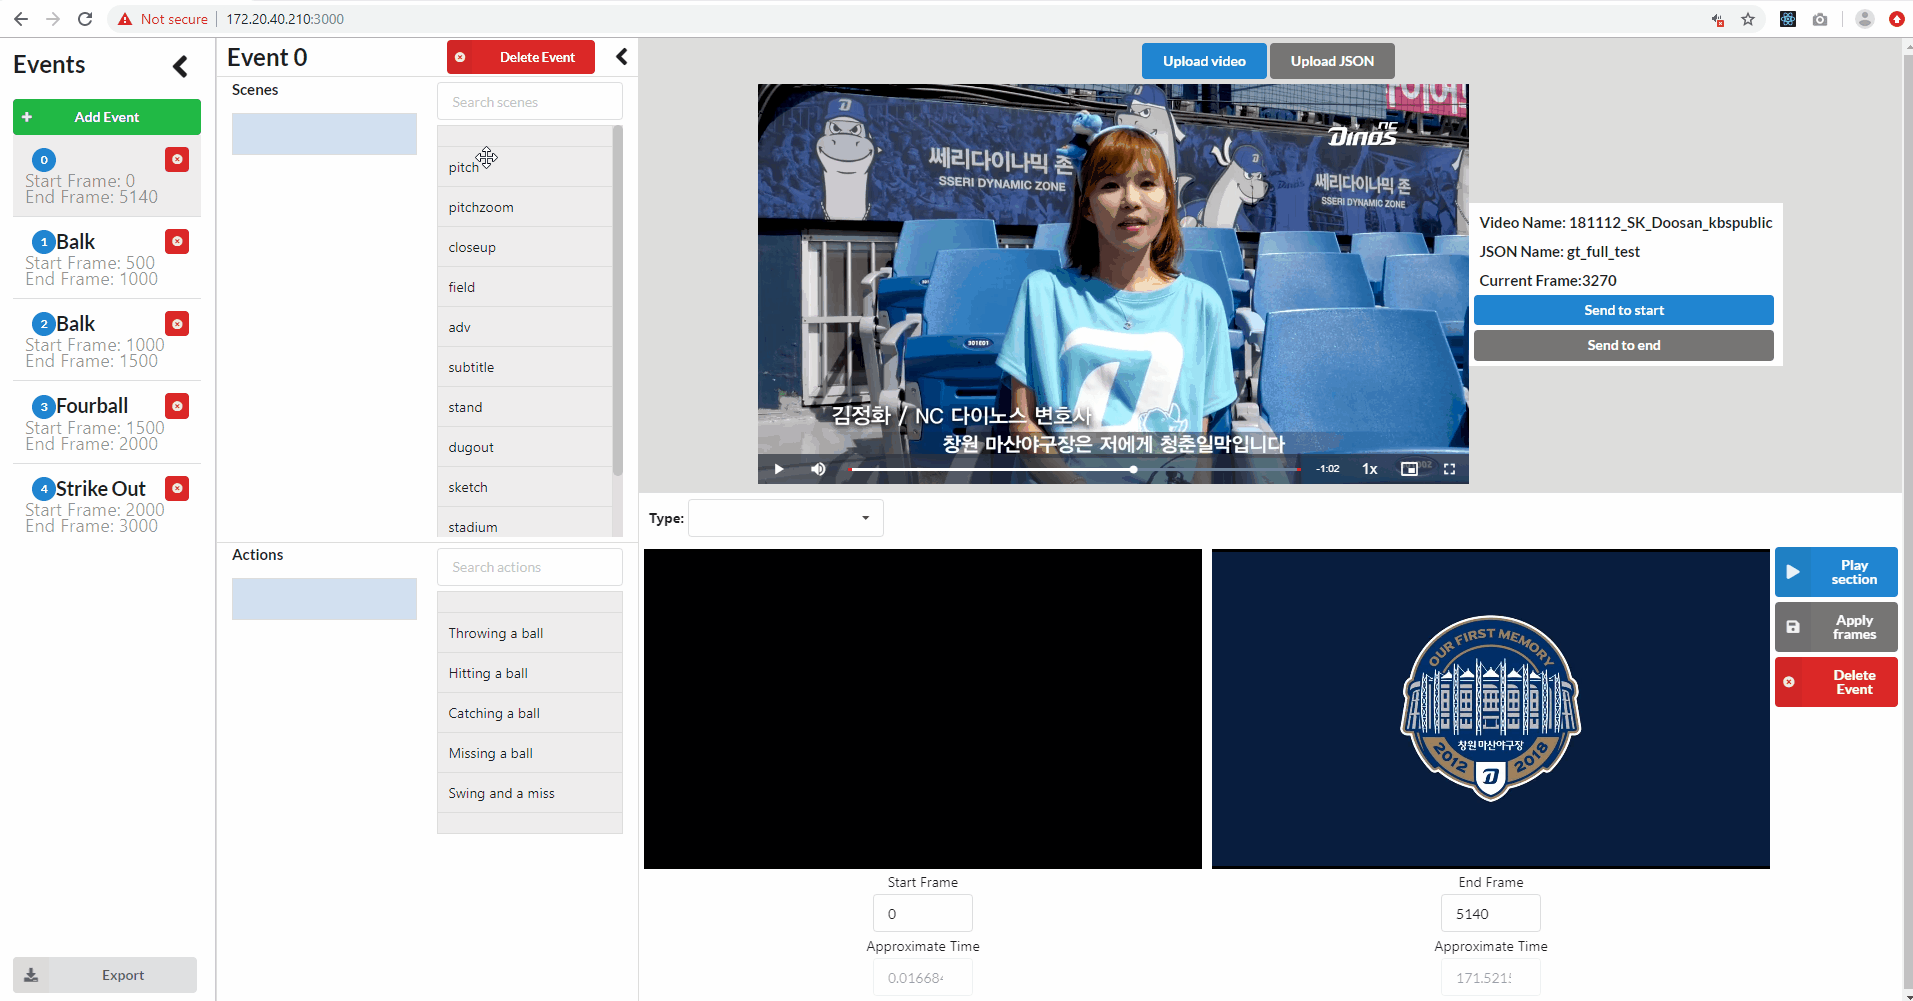 Not secure
172.20.40.210:3000
Events
Add Event
0
Start Frame: 0
End Frame: 5140
1 Balk
Start Frame: 500
End Frame: 1000
2 Balk
Start Frame: 1000
End Frame: 1500
3 Fourball
Start Frame: 1500
End Frame: 2000
4 Strike Out
Start Frame: 2000
End Frame: 3000
Export
Event 0
Delete Event
Scenes
Search scenes
pitch
pitchzoom
closeup
field
adv
subtitle
stand
dugout
sketch
stadium
Actions
Search actions
Throwing a ball
Hitting a ball
Catching a ball
Missing a ball
Swing and a miss
Upload video
Upload JSON
NC
Dinos
쎄리다이나믹 존
SSERI DYNAMIC ZONE
쎄리다이나믹 존
SSERI DYNAMIC ZONE
301E01
김정화 / NC 다이노스 변호사
창원 마산야구장은 저에게 청춘일막입니다
-1:02
1x
Video Name: 181112_SK_Doosan_kbspublic
JSON Name: gt_full_test
Current Frame:3270
Send to start
Send to end
Type:
OUR FIRST MEMORY
창원마산야구장
2012
2018
D
Play section
Apply frames
Delete Event
Start Frame
0
Approximate Time
0.01668
End Frame
5140
Approximate Time
171.521